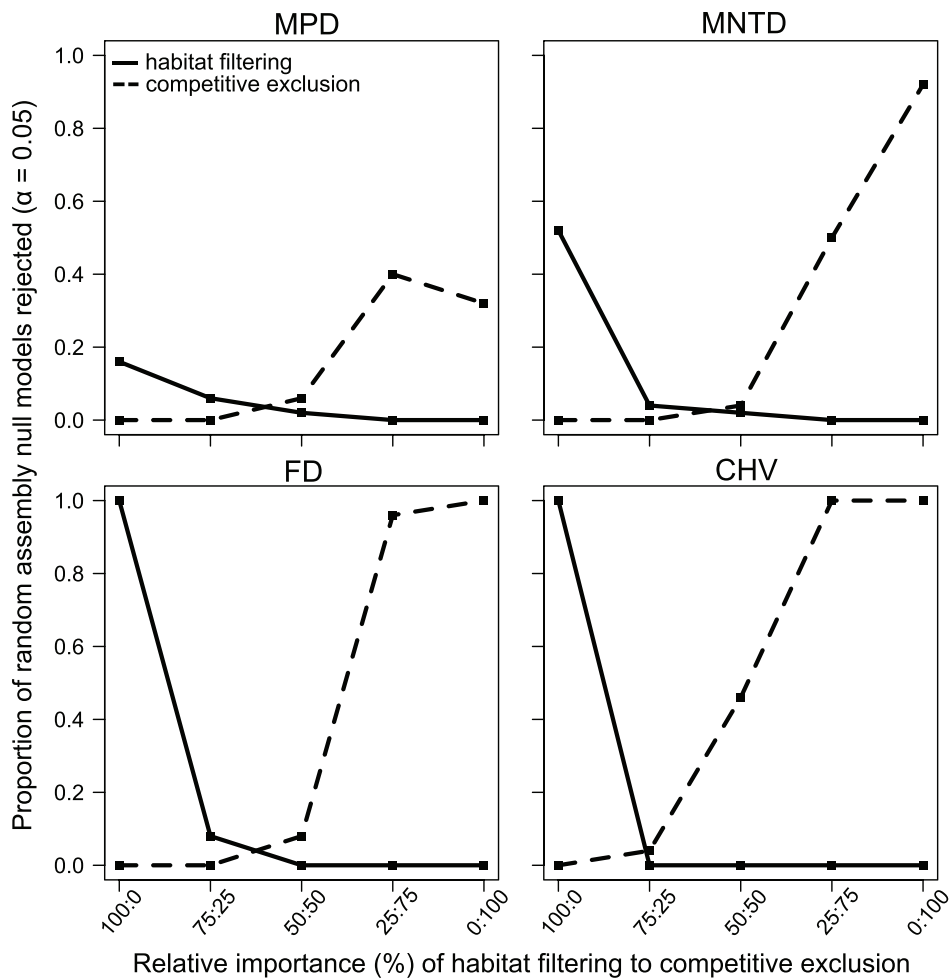 MPD
MNTD
habitat filtering
competitive exclusion
1.0
0.8
0.6
0.4
0.2
0.0
FD
CHV
1.0
0.8
0.6
0.4
0.2
0.0
100:0
75:25
50:50
25:75
0:100
100:0
75:25
50:50
25:75
0:100
Proportion of random assembly null models rejected (α = 0.05)
Relative importance (%) of habitat filtering to competitive exclusion